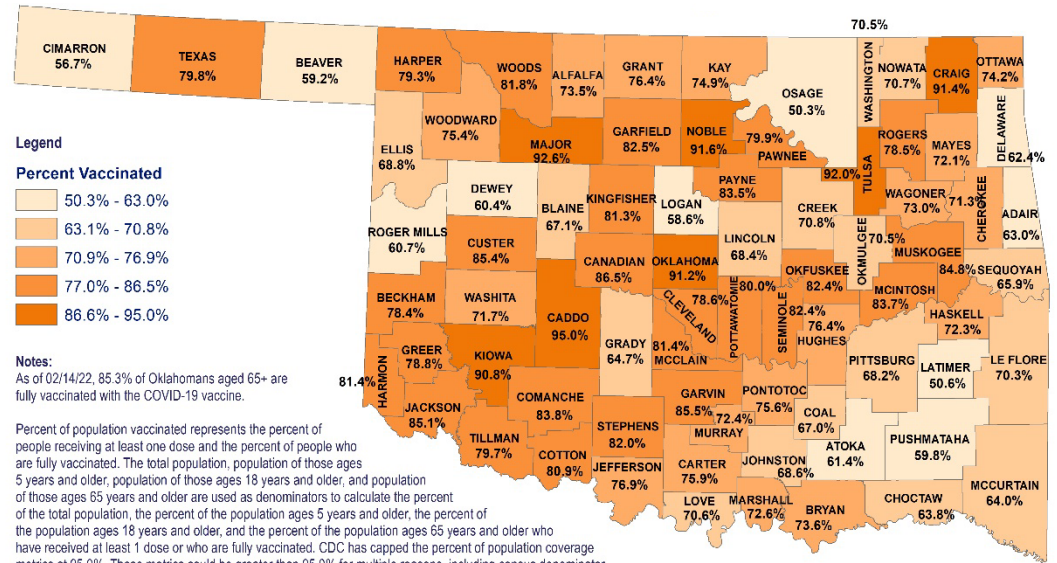 70.5%
CIMARRON
56.7%
TEXAS
79.8%
BEAVER
59.2%
HARPER
79.3%
WOODS
81.8%
ALFALFA
73.5%
GRANT
76.4%
KAY
74.9%
OSAGE
50.3%
WASHINGTON
NOWATA
70.7%
CRAIG
91.4%
OTTAWA
74.2%
DELAWARE
62.4%
ELLIS
68.8%
WOODWARD
75.4%
MAJOR
92.6%
GARFIELD
82.5%
NOBLE
91.6%
79.9%
PAWNEE
92.0%
TULSA
ROGERS
78.5%
MAYES
72.1%
Legend
Percent Vaccinated
50.3% - 63.0%
63.1% - 70.8%
70.9% - 76.9%
77.0% - 86.5%
86.6% - 95.0%
DEWEY
60.4%
BLAINE
67.1%
KINGFISHER
81.3%
LOGAN
58.6%
PAYNE
83.5%
CREEK
70.8%
WAGONER
73.0%
71.3%
CHEROKEE
ADAIR
63.0%
ROGER MILLS
60.7%
CUSTER
85.4%
CANADIAN
86.5%
OKLAHOMA
91.2%
LINCOLN
68.4%
OKFUSKEE
82.4%
OKMULGEE
70.5%
MUSKOGEE
84.8%
SEQUOYAH
65.9%
BECKHAM
78.4%
WASHITA
71.7%
CADDO
95.0%
GRADY
64.7%
CLEVELAND
78.6%
POTTAWATOMIE
80.0%
SEMINOLE
82.4%
76.4%
HUGHES
MCINTOSH
83.7%
HASKELL
72.3%
81.4%
MCCLAIN
PITTSBURG
68.2%
LATIMER
50.6%
LE FLORE
70.3%
Notes:
As of 02/14/22, 85.3% of Oklahomans aged 65+ are
fully vaccinated with the COVID-19 vaccine.
81.4%
HARMON
GREER
78.8%
KIOWA
90.8%
JACKSON
85.1%
COMANCHE
83.8%
TILLMAN
79.7%
COTTON
80.9%
STEPHENS
82.0%
JEFFERSON
76.9%
GARVIN
85.5%
72.4%
MURRAY
PONTOTOC
75.6%
COAL
67.0%
ATOKA
61.4%
PUSHMATAHA
59.8%
MCCURTAIN
64.0%
CARTER
75.9%
JOHNSTON
68.6%
LOVE
70.6%
MARSHALL
72.6%
BRYAN
73.6%
CHOCTAW
63.8%
Percent of population vaccinated represents the percent of
people receiving at least one dose and the percent of people who
are fully vaccinated. The total population, population of those ages
5 years and older, population of those ages 18 years and older, and population
of those ages 65 years and older are used as denominators to calculate the percent
of the total population, the percent of the population ages 5 years and older, the percent of
the population ages 18 years and older, and the percent of the population ages 65 years and older who
have received at least 1 dose or who are fully vaccinated. CDC has capped the percent of population coverage
metrics at 95.0%. These metrics could be greater than 95.0% for multiple reasons, including census denominator